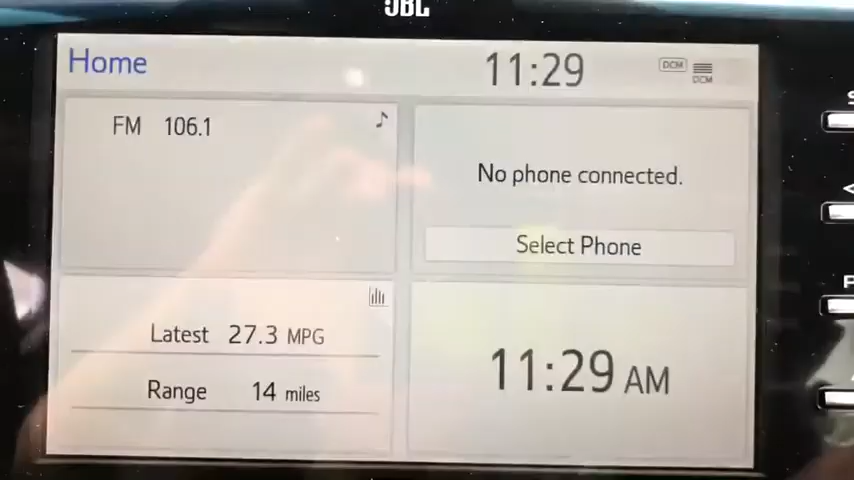 JBL
Home
11:29
DCM
DCM
FM 106.1
No phone connected.
Select Phone
Latest 27.3 MPG
Range 14 miles
11:29 AM